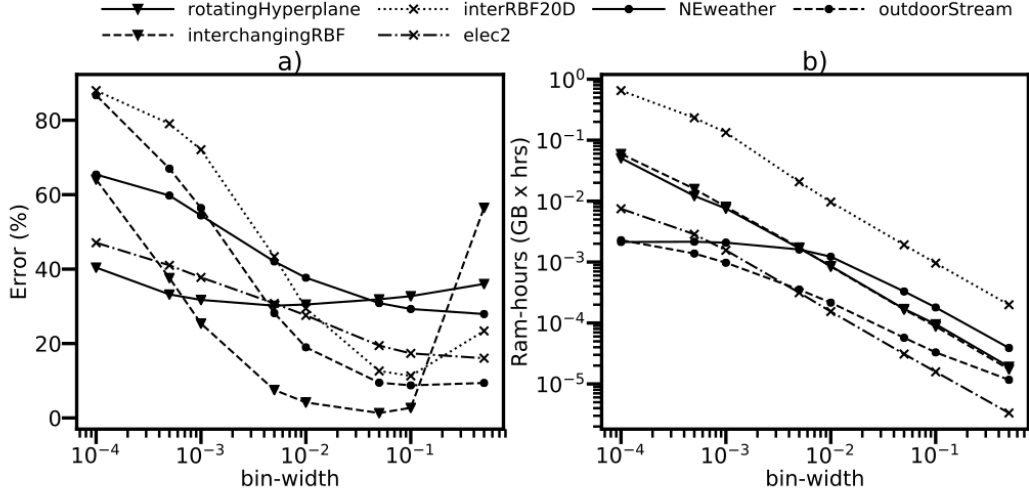 rotatingHyperplane interRBF20D NEweather outdoorStream
interchangingRBF elec2
a) b)
Error (%)
80
60
40
20
0
10⁻⁴ 10⁻³ 10⁻² 10⁻¹
bin-width
Ram-hours (GB x hrs)
10⁰
10⁻¹
10⁻²
10⁻³
10⁻⁴
10⁻⁵
10⁻⁴ 10⁻³ 10⁻² 10⁻¹
bin-width